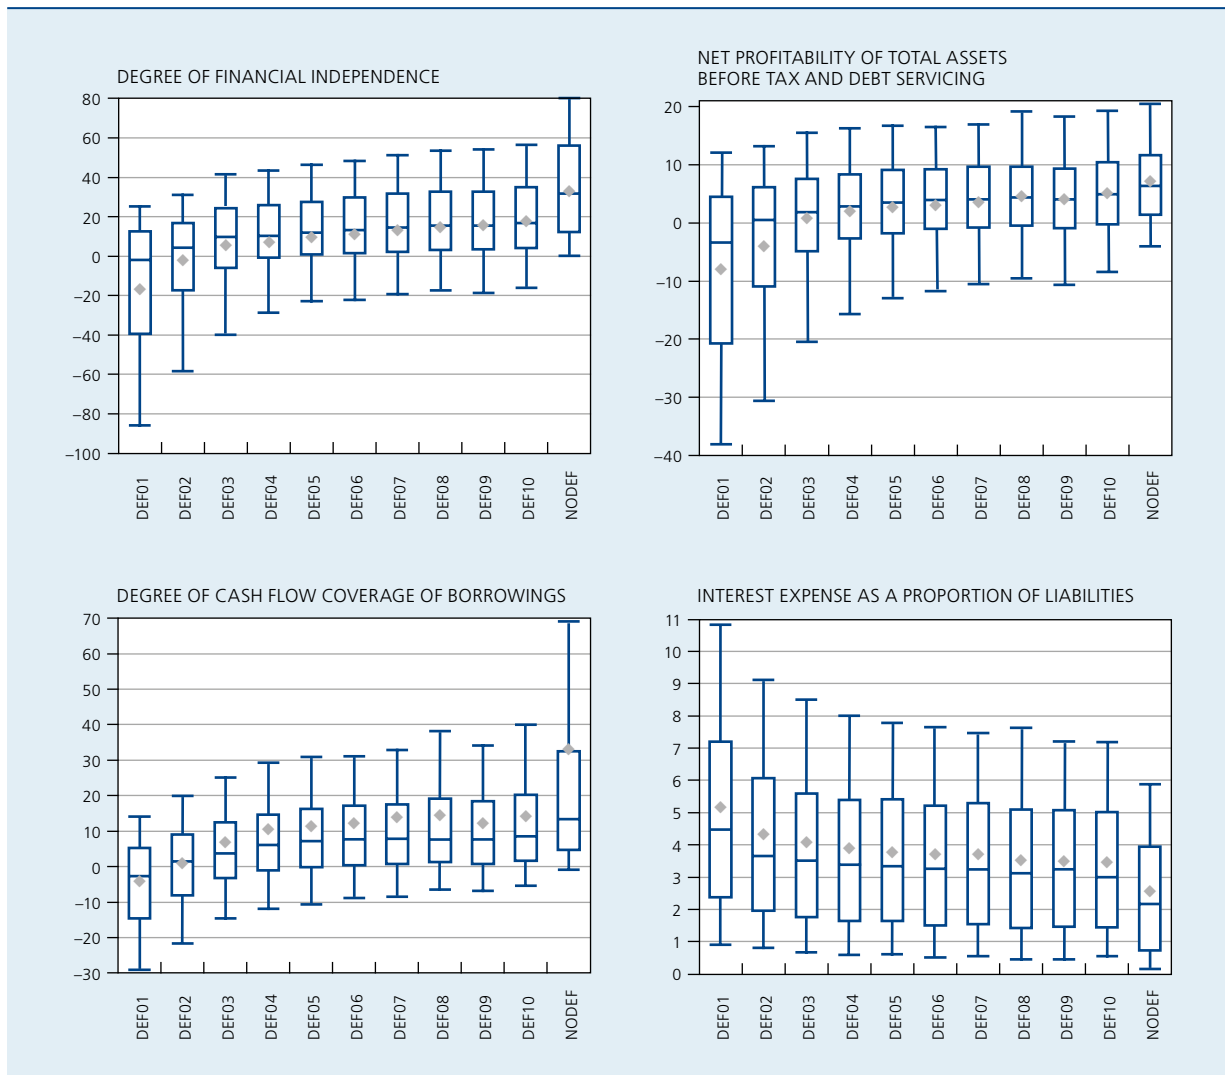 DEGREE OF FINANCIAL INDEPENDENCE
80
60
40
20
0
–20
–40
–60
–80
–100
DEF01
DEF02
DEF03
DEF04
DEF05
DEF06
DEF07
DEF08
DEF09
DEF10
NODEF
NET PROFITABILITY OF TOTAL ASSETS
BEFORE TAX AND DEBT SERVICING
20
10
0
–10
–20
–30
–40
DEF01
DEF02
DEF03
DEF04
DEF05
DEF06
DEF07
DEF08
DEF09
DEF10
NODEF
DEGREE OF CASH FLOW COVERAGE OF BORROWINGS
70
60
50
40
30
20
10
0
–10
–20
–30
DEF01
DEF02
DEF03
DEF04
DEF05
DEF06
DEF07
DEF08
DEF09
DEF10
NODEF
INTEREST EXPENSE AS A PROPORTION OF LIABILITIES
11
10
9
8
7
6
5
4
3
2
1
0
DEF01
DEF02
DEF03
DEF04
DEF05
DEF06
DEF07
DEF08
DEF09
DEF10
NODEF